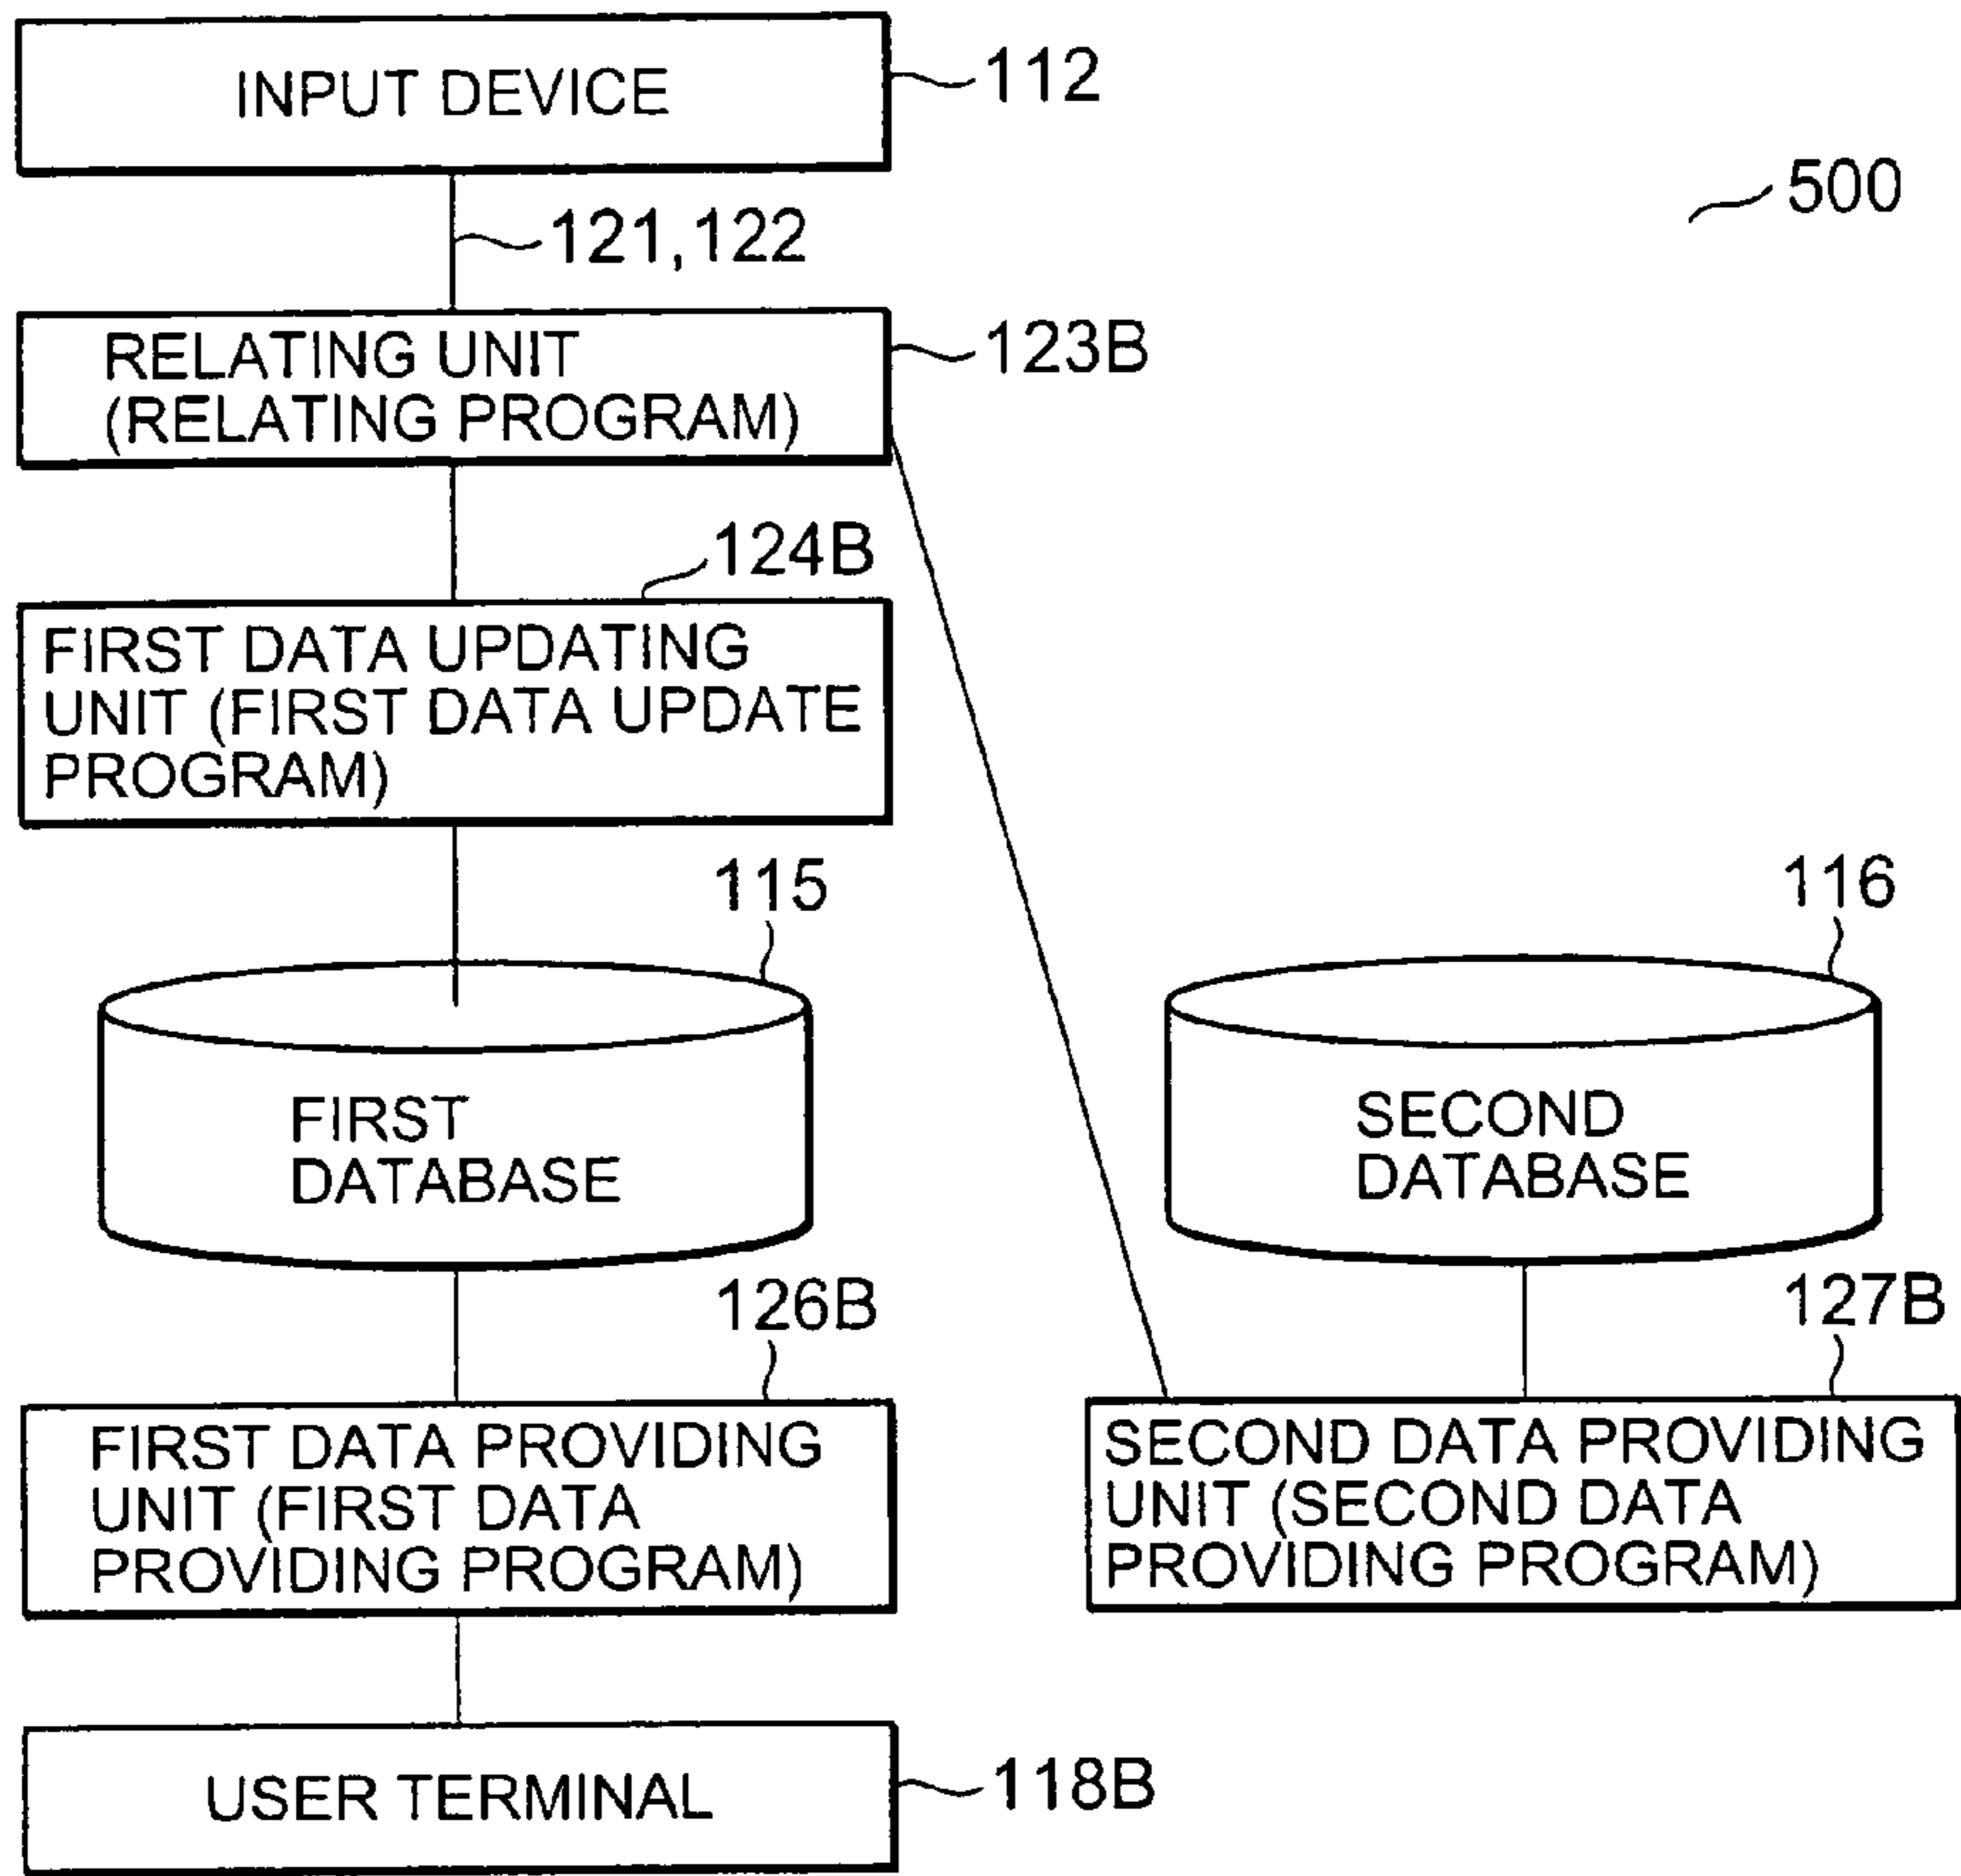 INPUT DEVICE
112
500
121,122
RELATING UNIT
(RELATING PROGRAM)
123B
124B
FIRST DATA UPDATING
UNIT (FIRST DATA UPDATE
PROGRAM)
115
116
FIRST
DATABASE
SECOND
DATABASE
126B
127B
FIRST DATA PROVIDING
UNIT (FIRST DATA
PROVIDING PROGRAM)
SECOND DATA PROVIDING
UNIT (SECOND DATA
PROVIDING PROGRAM)
USER TERMINAL
118B